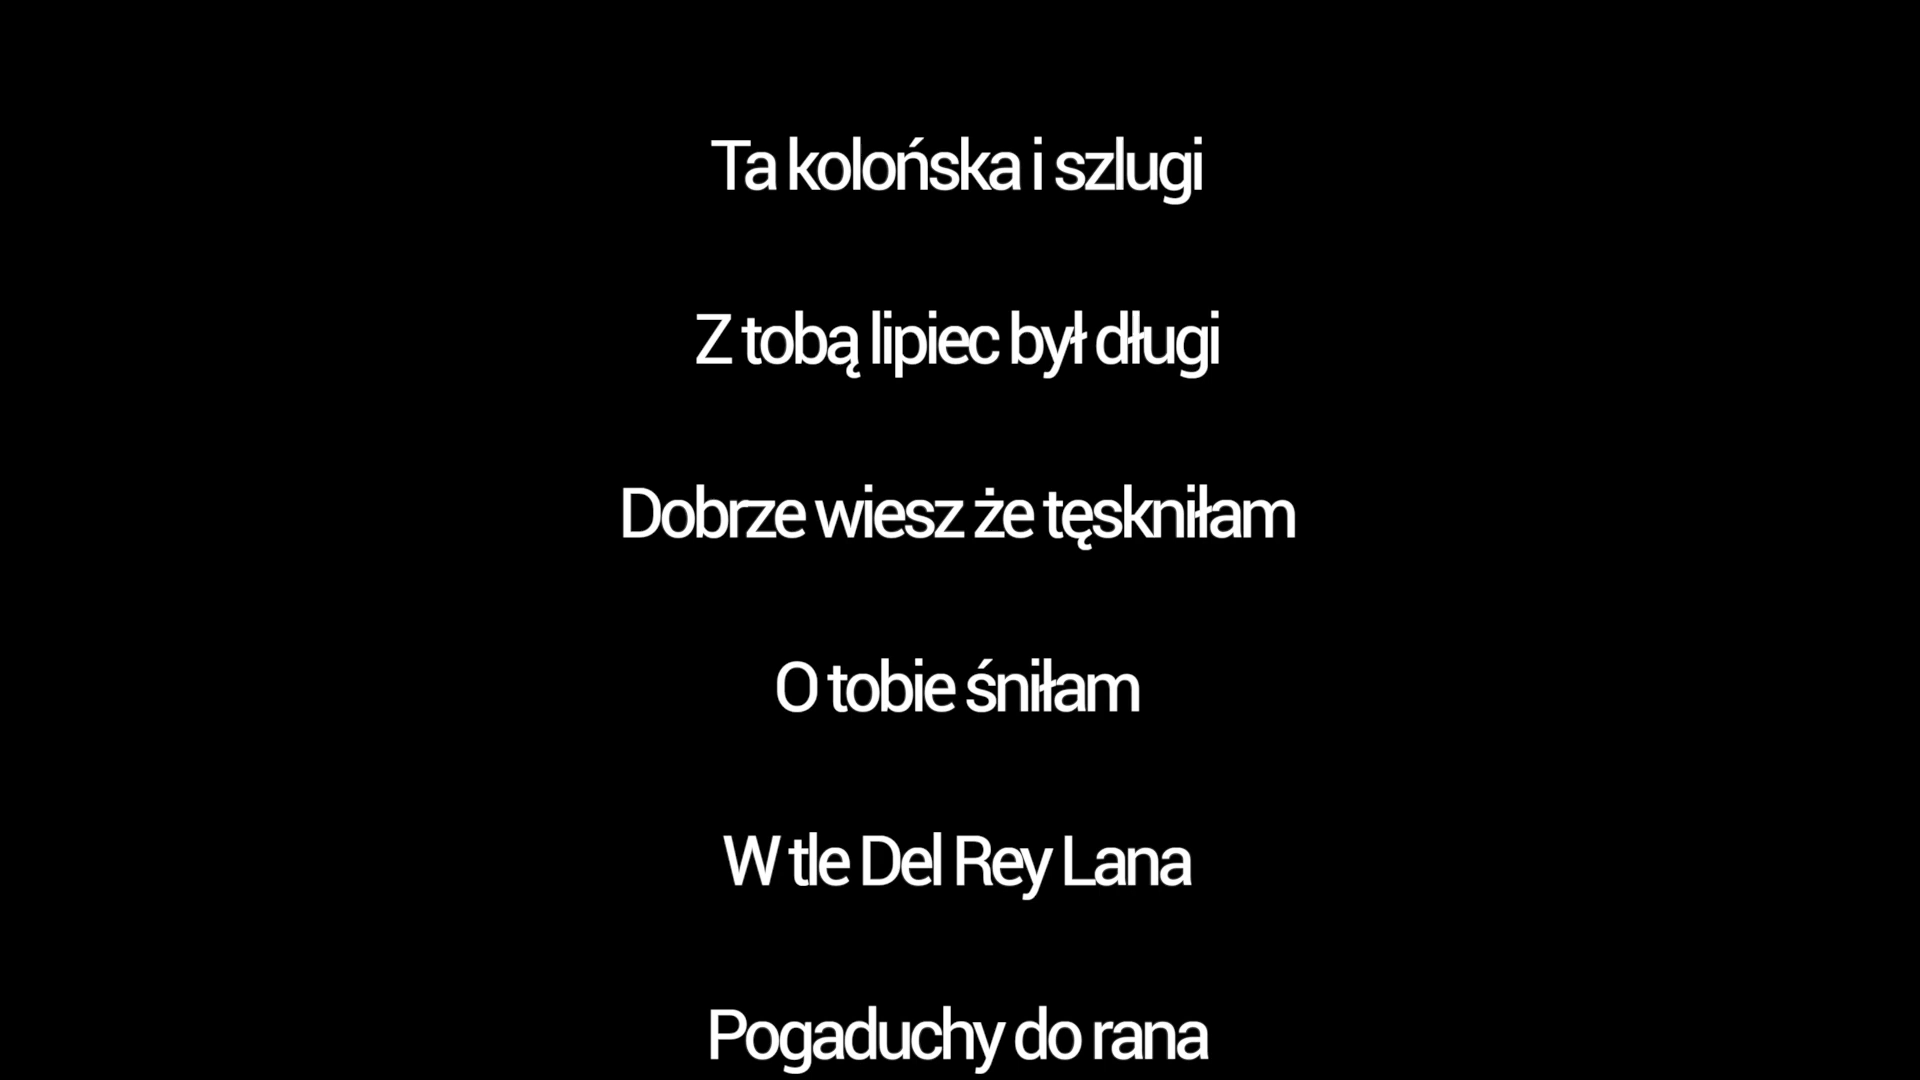 Ta kolońska i szlugi
Z tobą lipiec był długi
Dobrze wiesz że tęskniłam
O tobie śniłam
W tle Del Rey Lana
Pogaduchy do rana